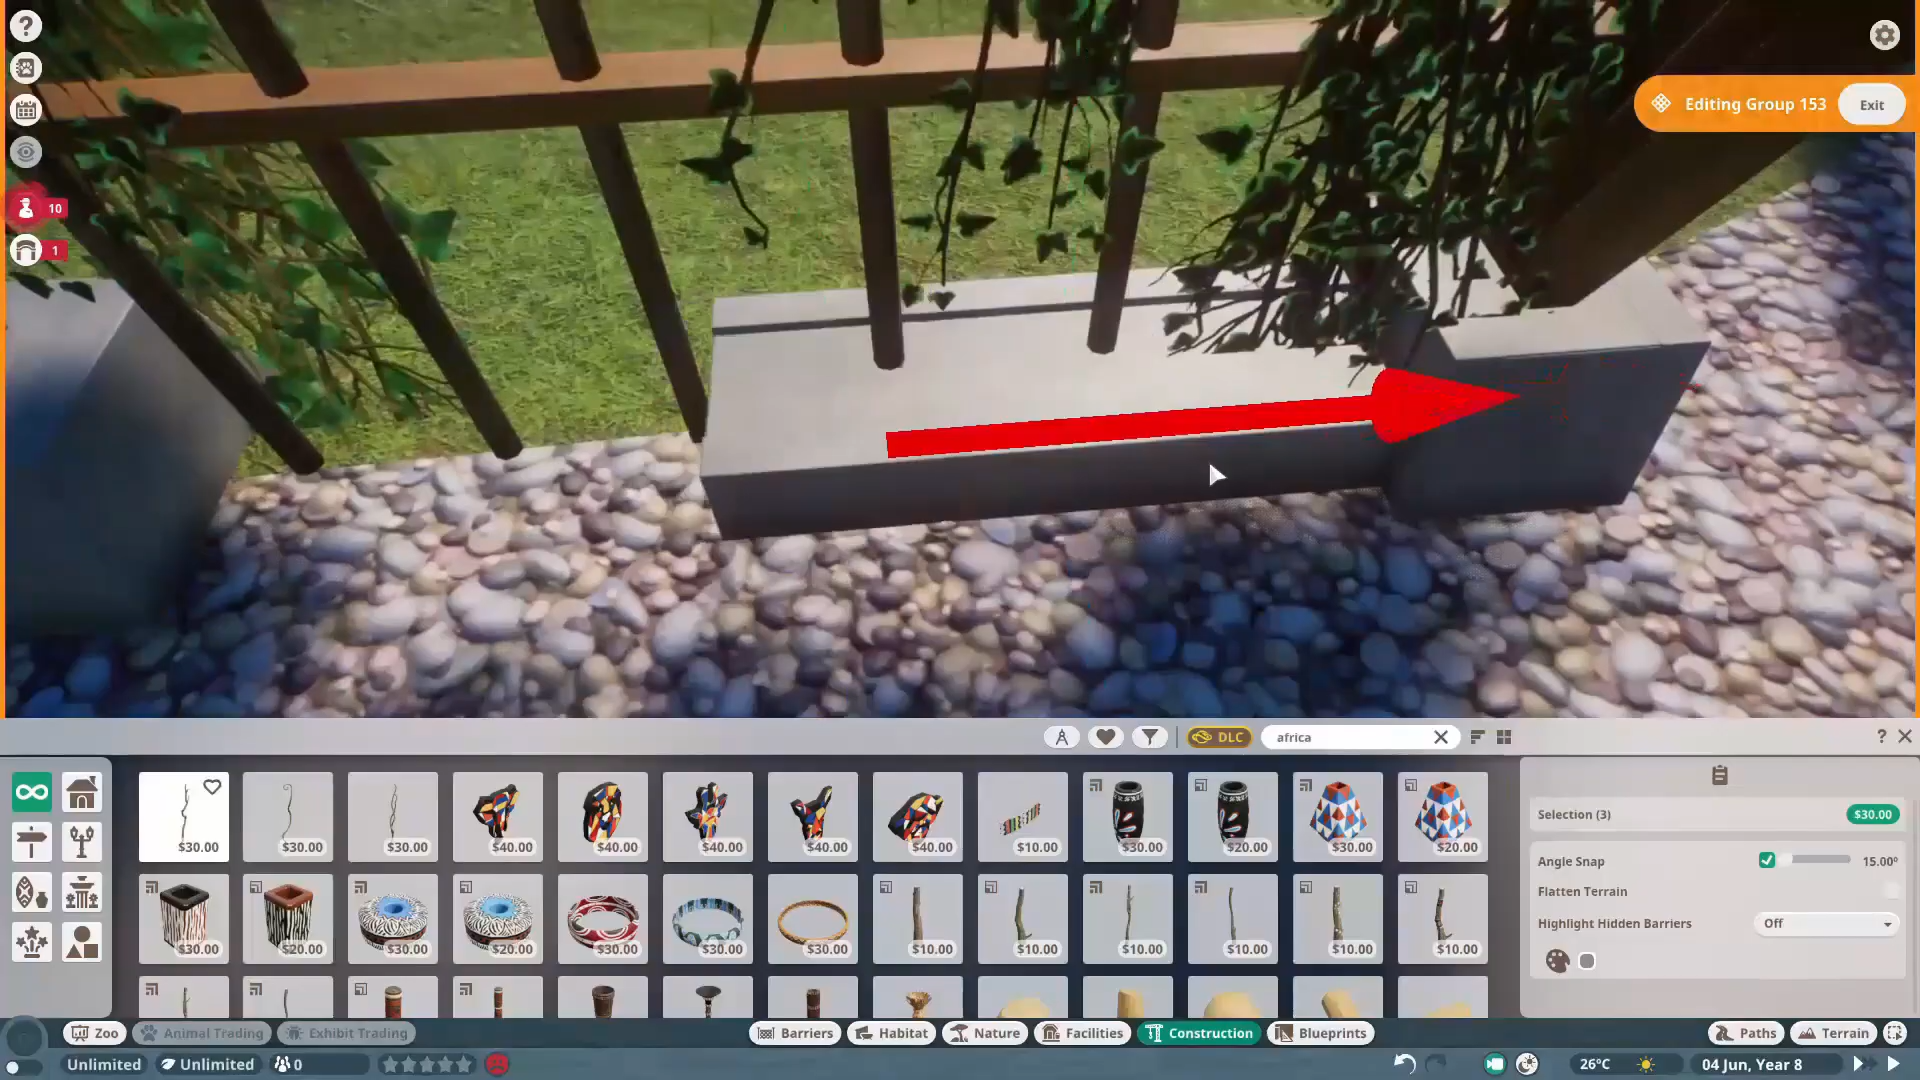 ?
10
1
Editing Group 153
Exit
DLC
africa
?
$30.00
$30.00
$30.00
$40.00
$40.00
$40.00
$40.00
$40.00
$10.00
$30.00
$20.00
$30.00
$20.00
$30.00
$20.00
$30.00
$20.00
$30.00
$30.00
$30.00
$10.00
$10.00
$10.00
$10.00
$10.00
$10.00
Selection (3)
$30.00
Angle Snap
15.00º
Flatten Terrain
Highlight Hidden Barriers
Off
Zoo
Animal Trading
Exhibit Trading
Barriers
Habitat
Nature
Facilities
Construction
Blueprints
Paths
Terrain
Unlimited
Unlimited
0
26°C
04 Jun, Year 8